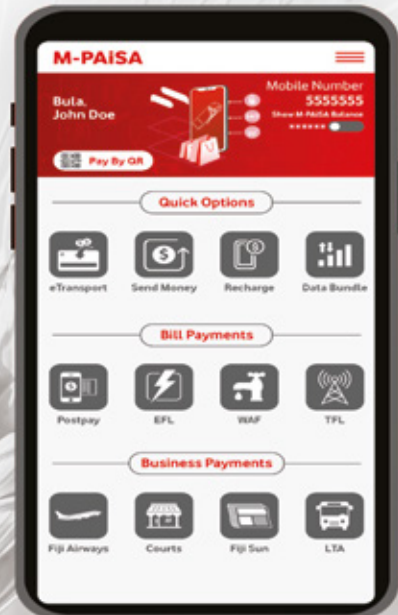 M-PAiSA
Bula,
John Doe
Mobile Number
5555555
Show M-PAiSA Balance
Pay By QR
Quick Options
eTransport Send Money Recharge Data Bundle
Bill Payments
Postpay EFL WAF TFL
Business Payments
Fiji Airways Courts Fiji Sun LTA